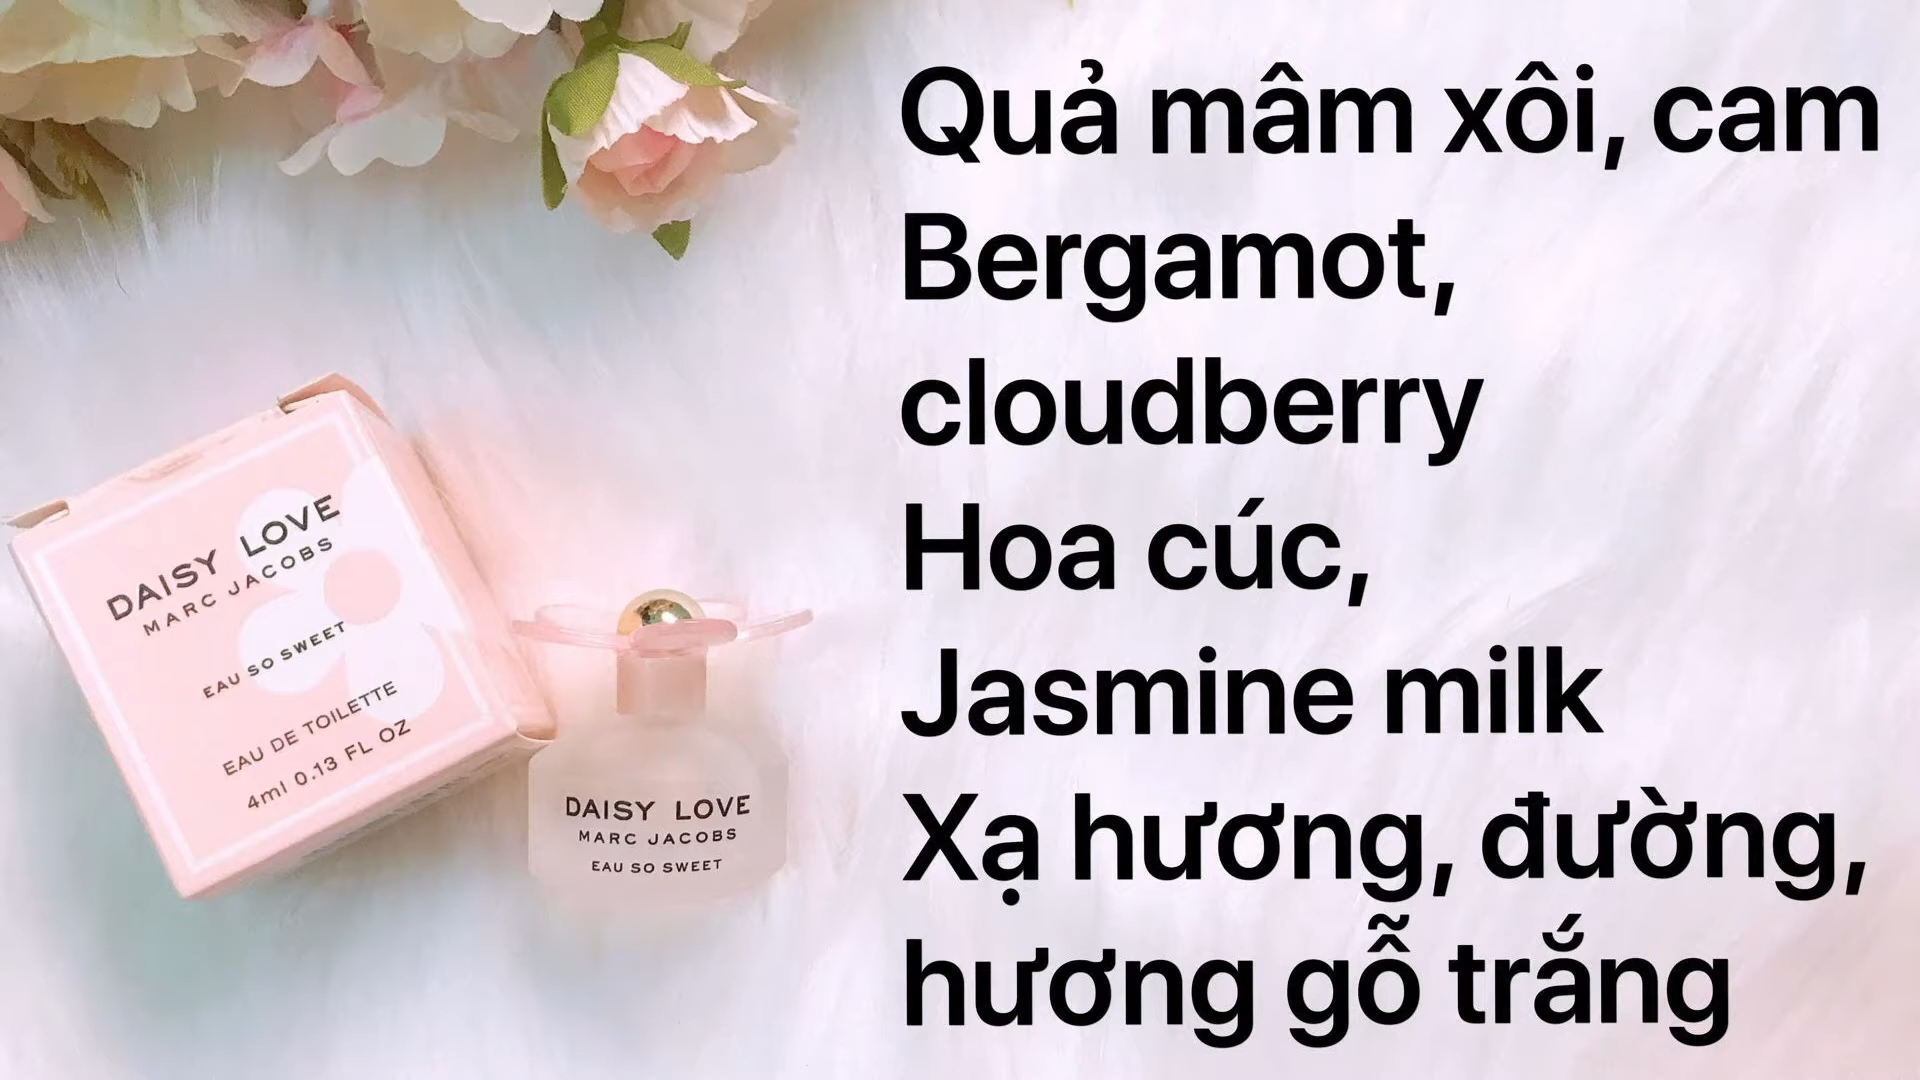 Quả mâm xôi, cam
Bergamot,
cloudberry
Hoa cúc,
Jasmine milk
Xạ hương, đường,
hương gỗ trắng
DAISY LOVE
MARC JACOBS
EAU SO SWEET
EAU DE TOILETTE
4ml 0.13 FL OZ
DAISY LOVE
MARC JACOBS
EAU SO SWEET